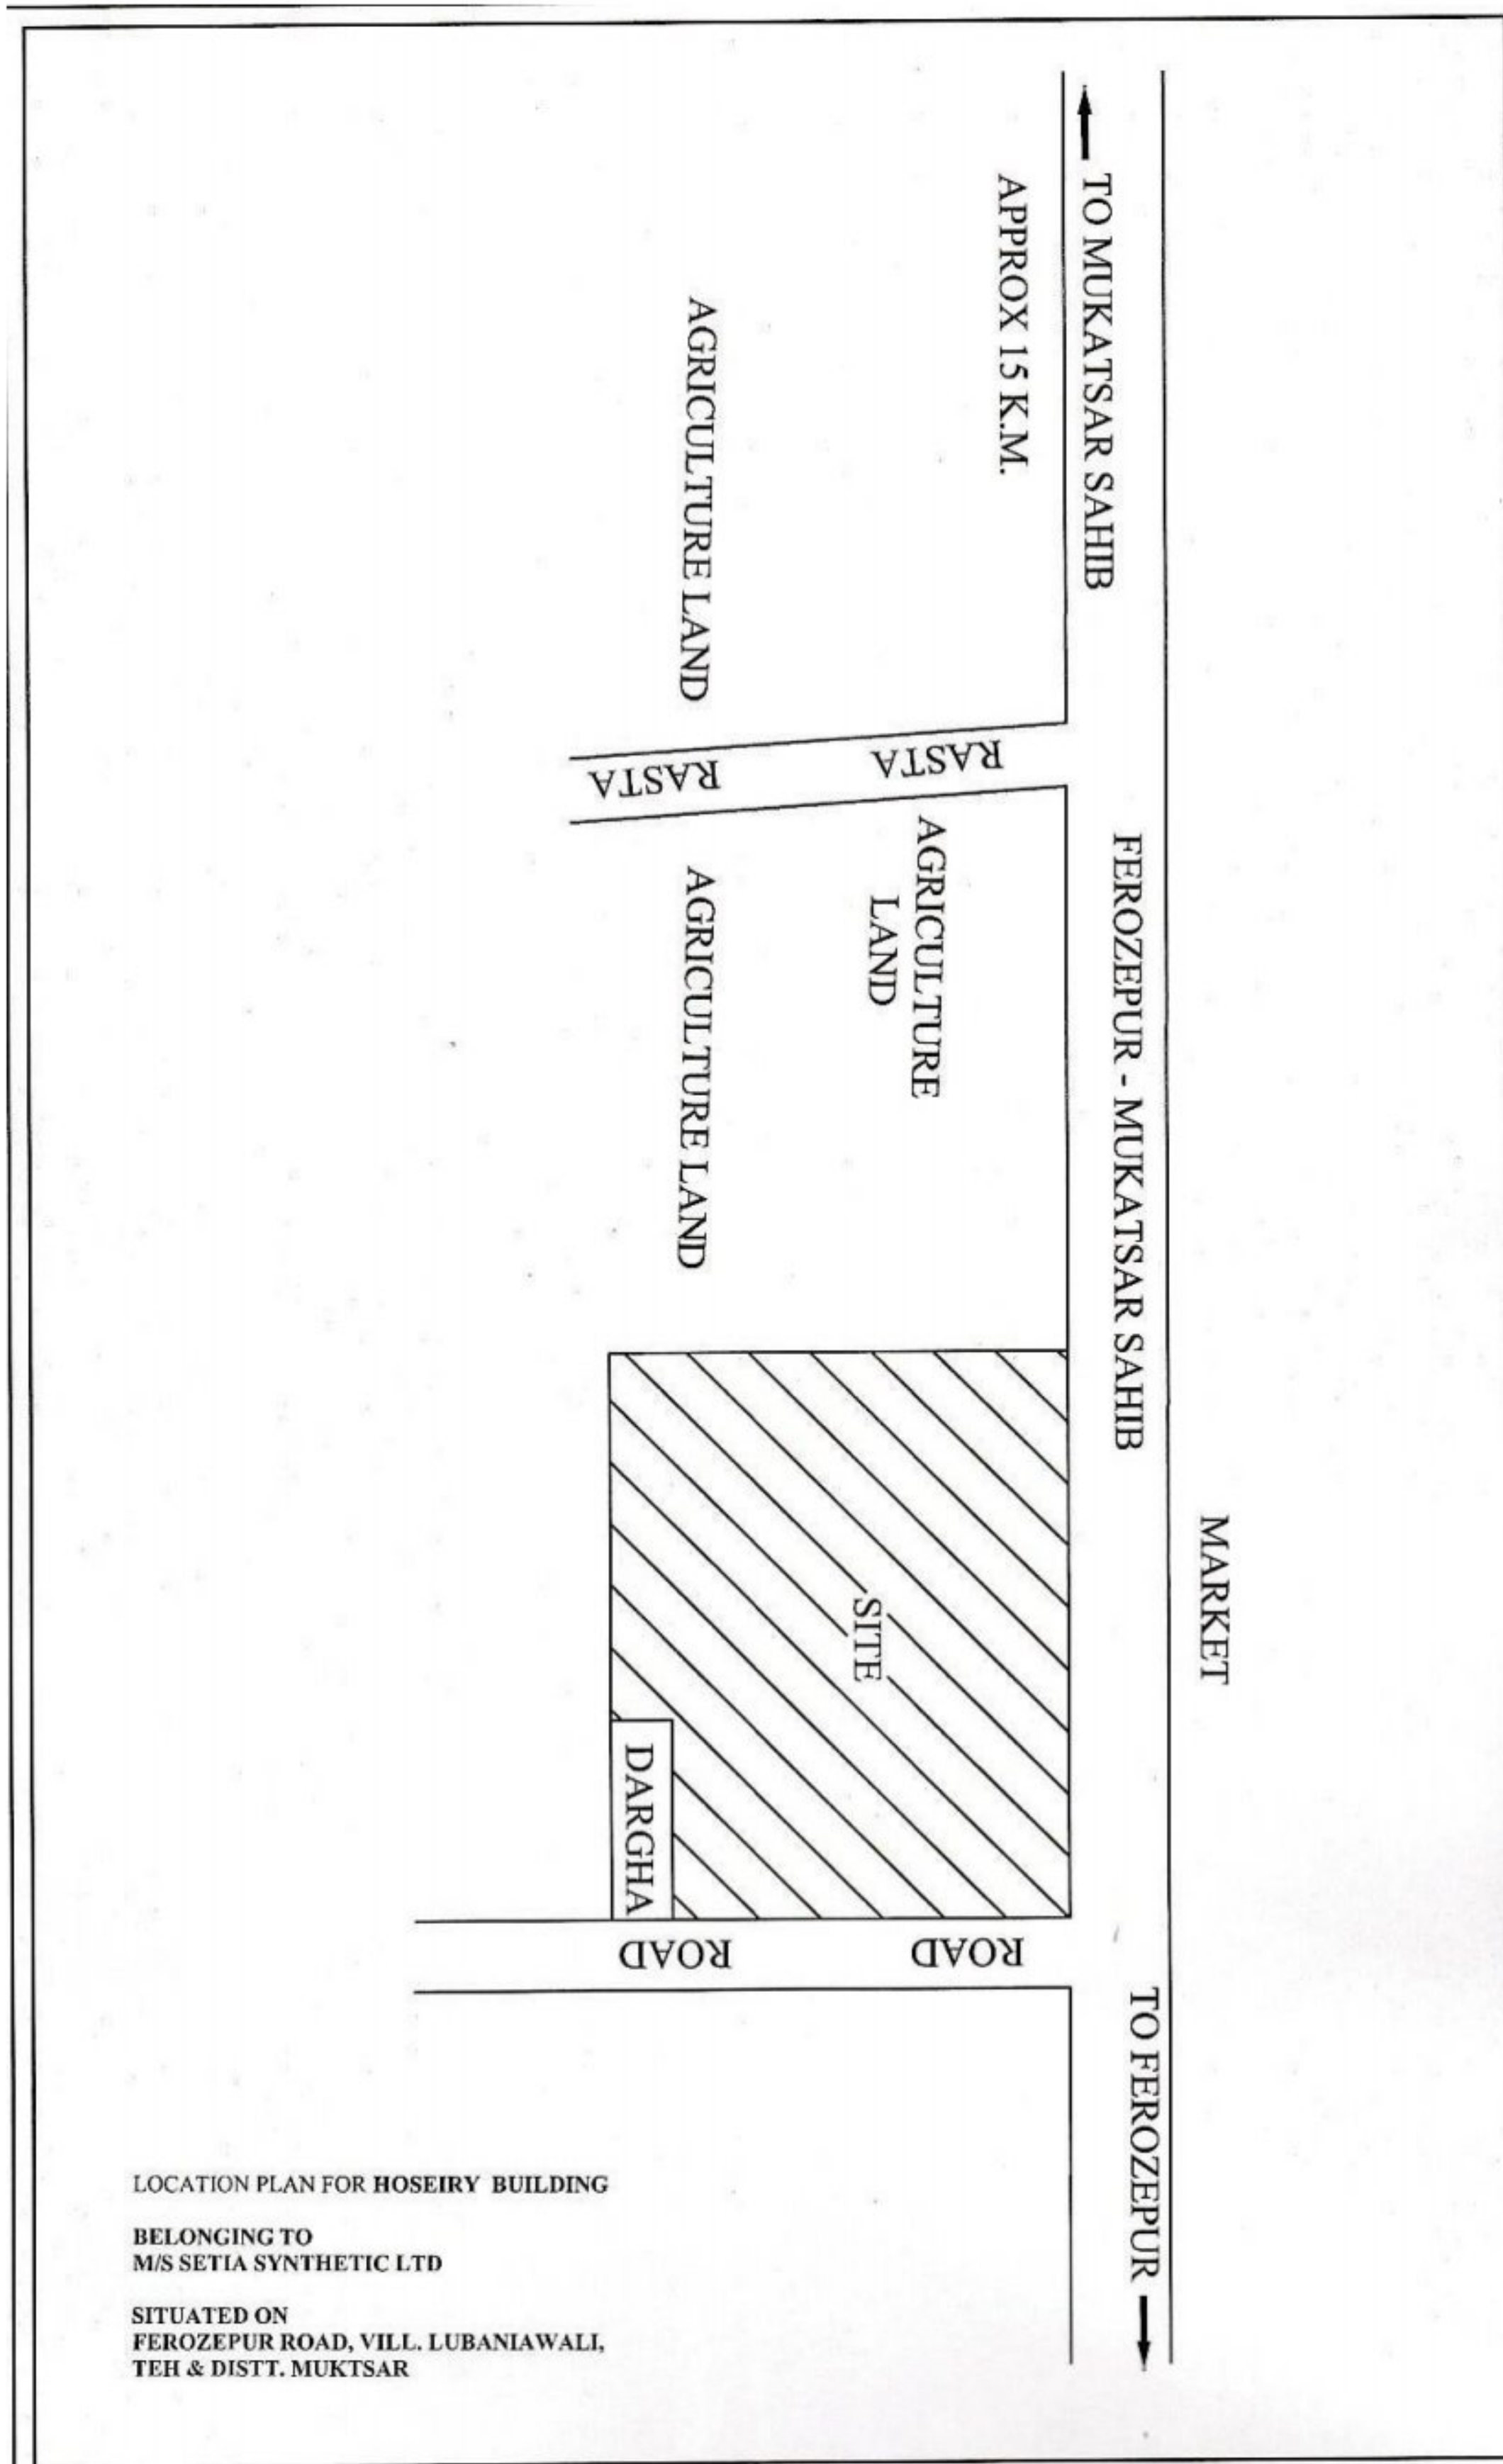 TO MUKATSAR SAHIB
APPROX 15 K.M.
AGRICULTURE LAND
RASTA
RASTA
AGRICULTURE
LAND
AGRICULTURE LAND
FEROZEPUR - MUKATSAR SAHIB
MARKET
SITE
DARGHA
ROAD
ROAD
TO FEROZEPUR
LOCATION PLAN FOR HOSEIRY BUILDING
BELONGING TO
M/S SETIA SYNTHETIC LTD
SITUATED ON
FEROZEPUR ROAD, VILL. LUBANIAWALI,
TEH & DISTT. MUKTSAR